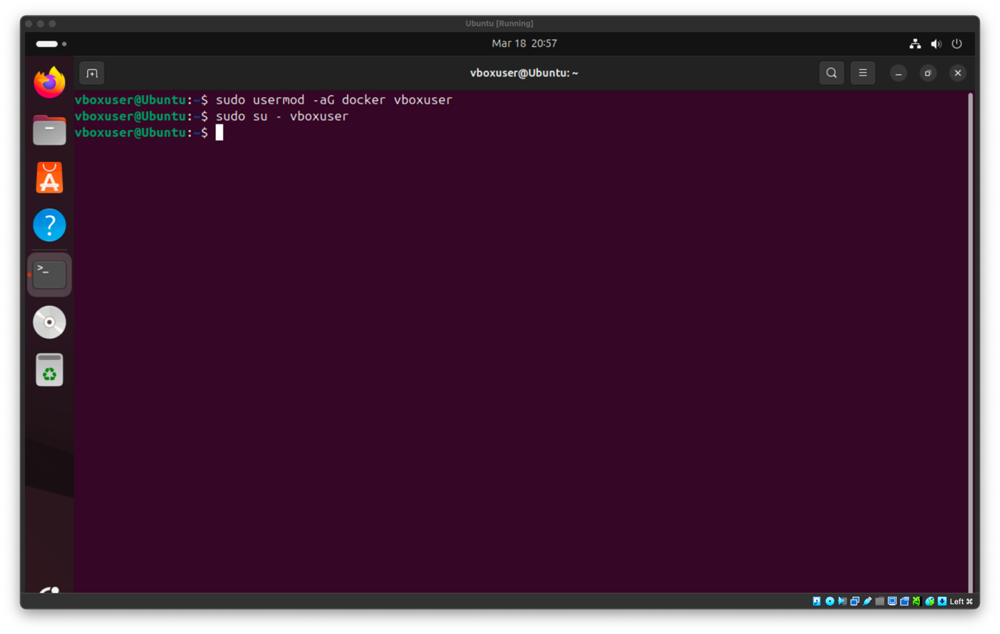 Ubuntu [Running]
Mar 18 20:57
vboxuser@Ubuntu: ~
vboxuser@Ubuntu:~$ sudo usermod -aG docker vboxuser
vboxuser@Ubuntu:~$ sudo su - vboxuser
vboxuser@Ubuntu:~$
Left ⌘